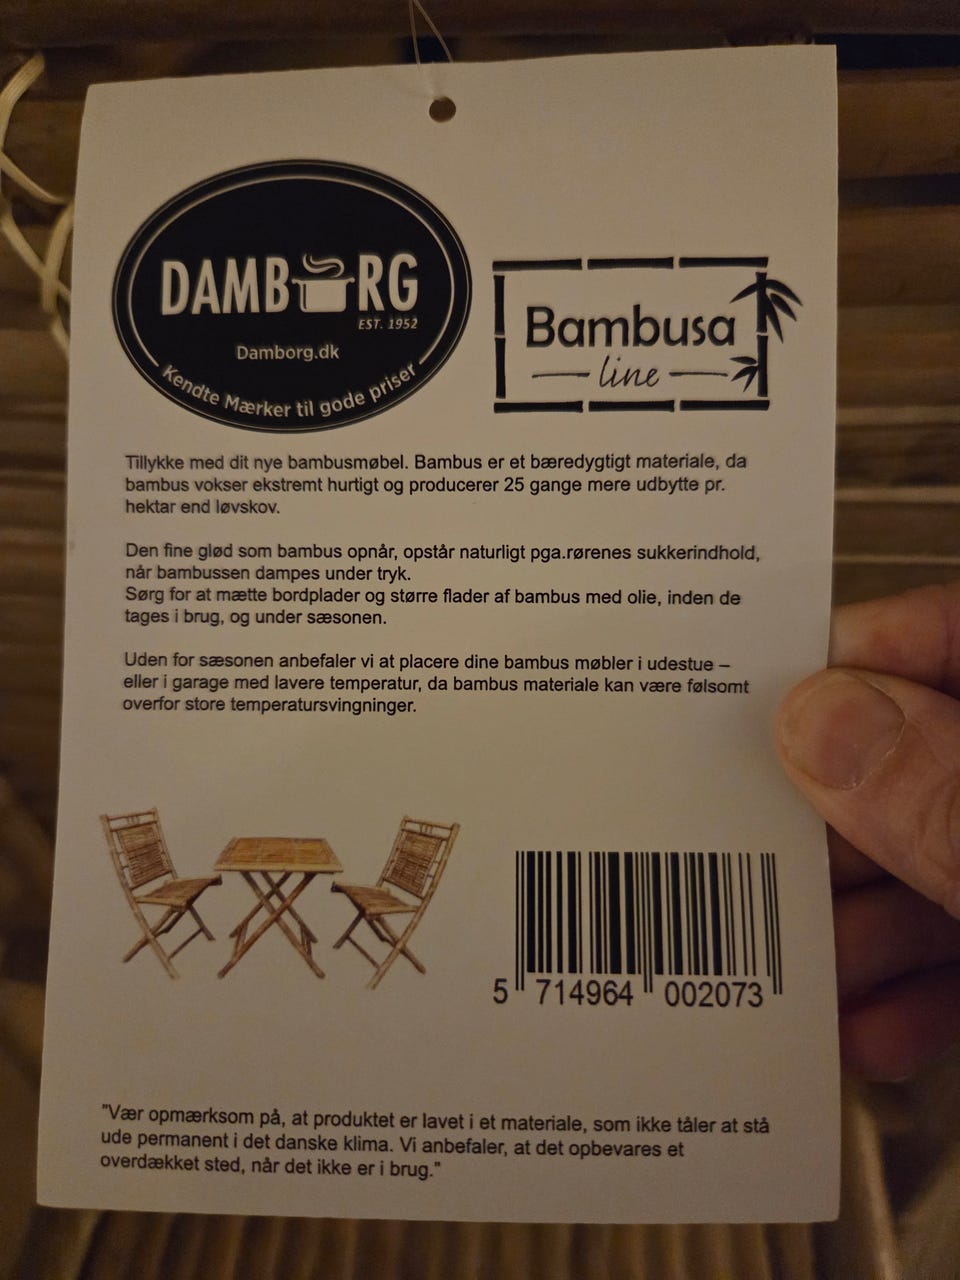 DAMBORG
EST. 1952
Damborg.dk
Kendte Mærker til gode priser
Bambusa
line
Tillykke med dit nye bambusmøbel. Bambus er et bæredygtigt materiale, da
bambus vokser ekstremt hurtigt og producerer 25 gange mere udbytte pr.
hektar end løvskov.
Den fine glød som bambus opnår, opstår naturligt pga.rørenes sukkerindhold,
når bambussen dampes under tryk.
Sørg for at mætte bordplader og større flader af bambus med olie, inden de
tages i brug, og under sæsonen.
Uden for sæsonen anbefaler vi at placere dine bambus møbler i udestue –
eller i garage med lavere temperatur, da bambus materiale kan være følsomt
overfor store temperatursvingninger.
5 714964 002073
"Vær opmærksom på, at produktet er lavet i et materiale, som ikke tåler at stå
ude permanent i det danske klima. Vi anbefaler, at det opbevares et
overdækket sted, når det ikke er i brug."